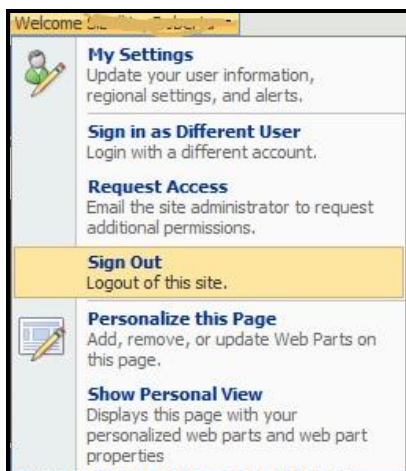 Welcome
My Settings
Update your user information,
regional settings, and alerts.
Sign in as Different User
Login with a different account.
Request Access
Email the site administrator to request
additional permissions.
Sign Out
Logout of this site.
Personalize this Page
Add, remove, or update Web Parts on
this page.
Show Personal View
Displays this page with your
personalized web parts and web part
properties